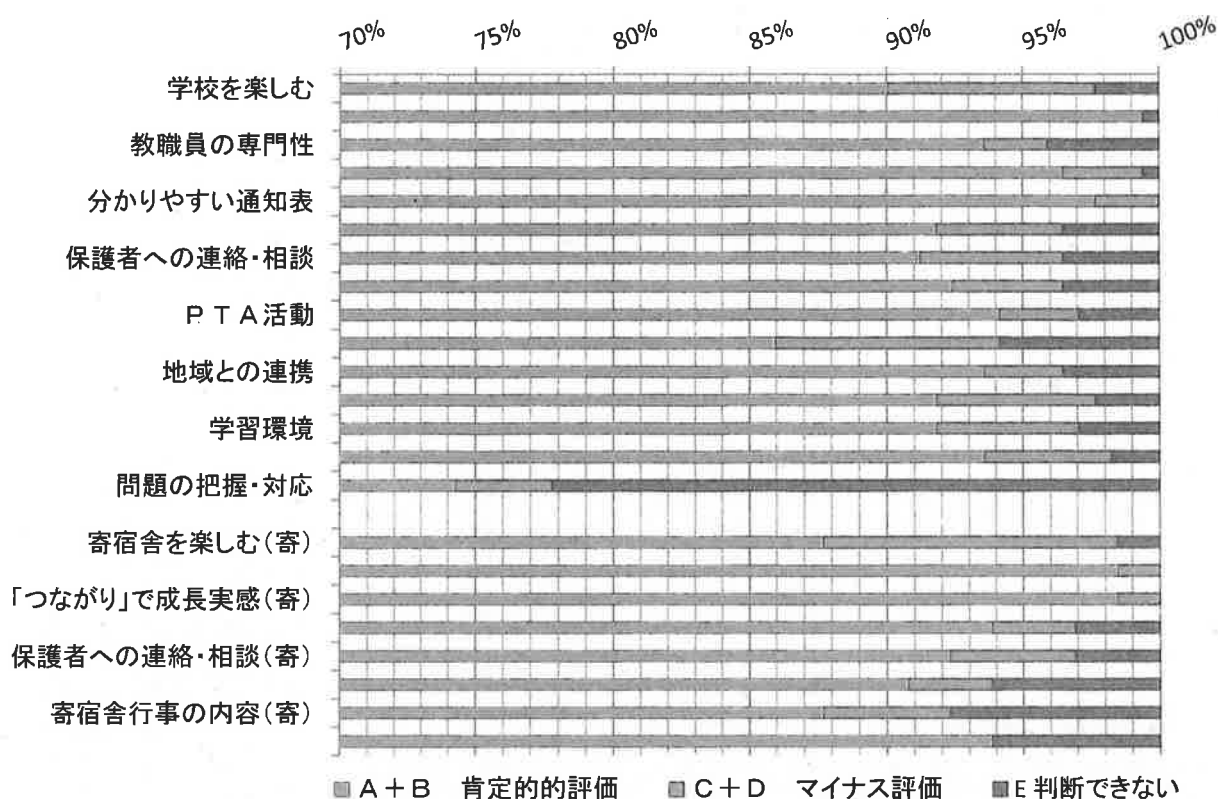 70% 75% 80% 85% 90% 95% 100%
学校を楽しむ
教職員の専門性
分かりやすい通知表
保護者への連絡・相談
ＰＴＡ活動
地域との連携
学習環境
問題の把握・対応
寄宿舎を楽しむ(寄)
「つながり」で成長実感(寄)
保護者への連絡・相談(寄)
寄宿舎行事の内容(寄)
A＋B　肯定的的評価　C＋D　マイナス評価　E 判断できない